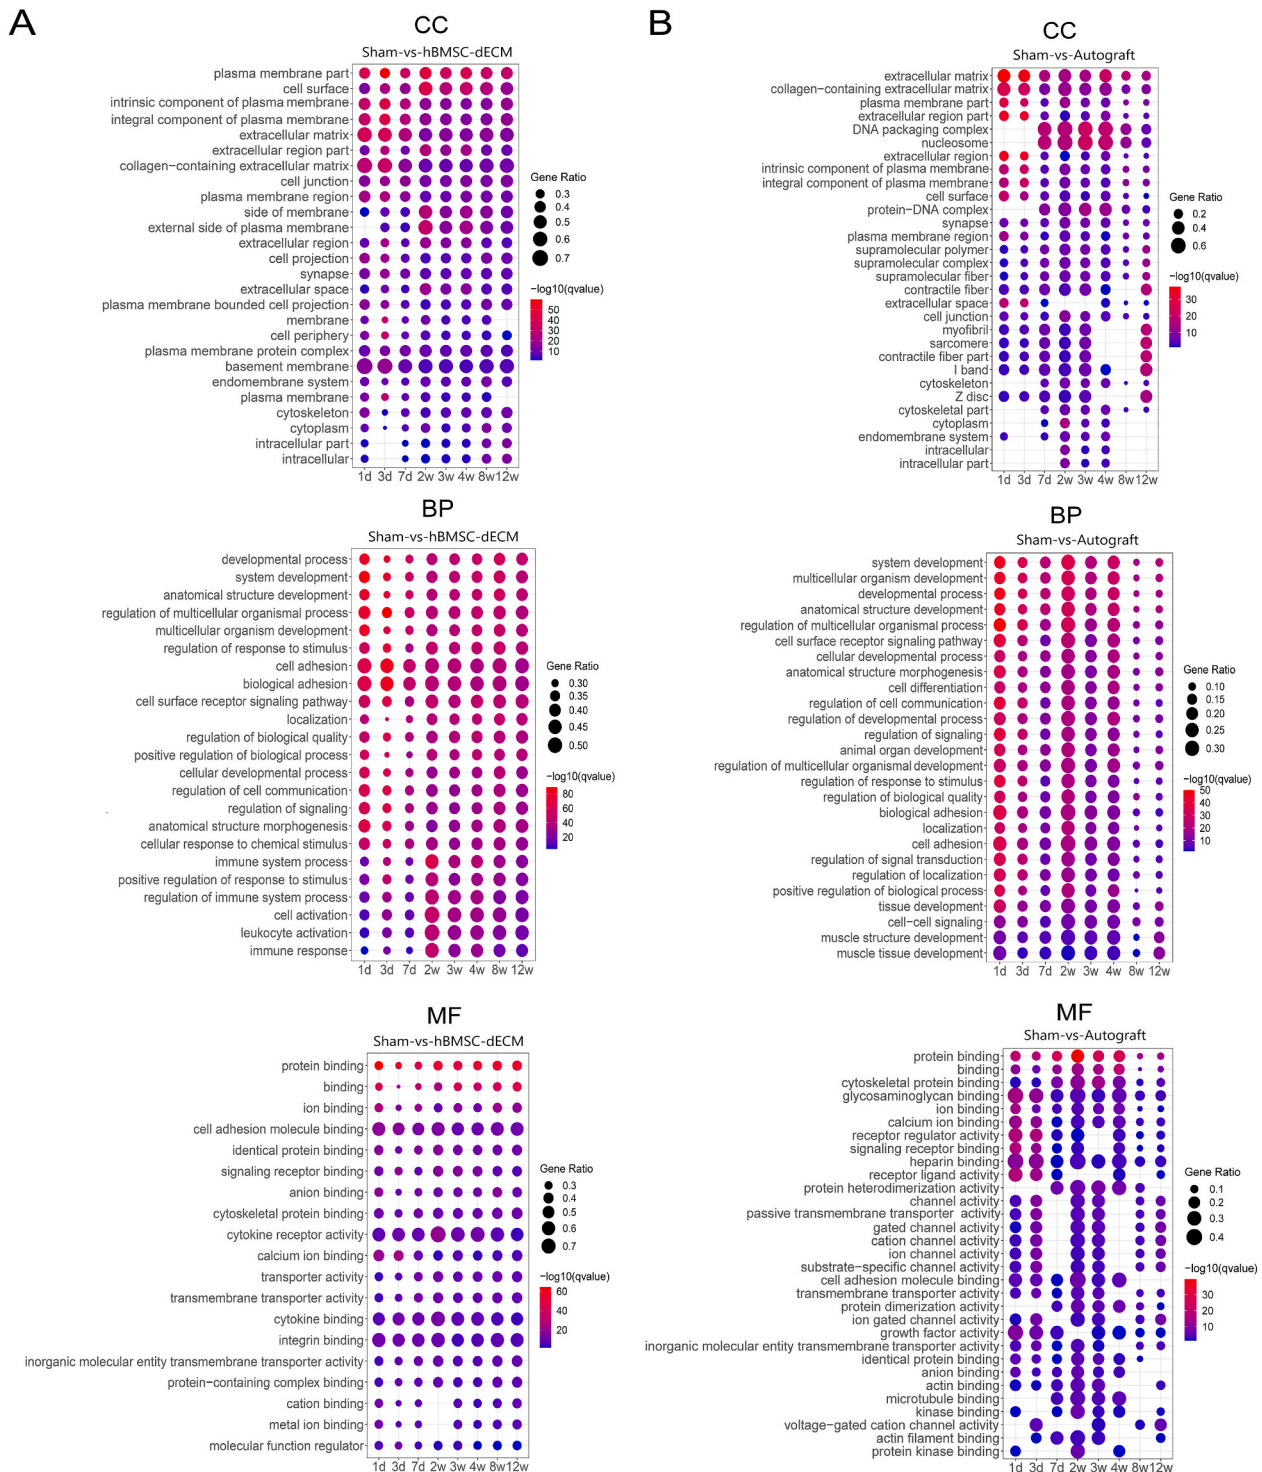 A
CC
Sham-vs-hBMSC-dECM
plasma membrane part
cell surface
intrinsic component of plasma membrane
integral component of plasma membrane
extracellular matrix
extracellular region part
collagen−containing extracellular matrix
cell junction
plasma membrane region
side of membrane
external side of plasma membrane
extracellular region
cell projection
synapse
extracellular space
plasma membrane bounded cell projection
membrane
cell periphery
plasma membrane protein complex
basement membrane
endomembrane system
plasma membrane
cytoskeleton
cytoplasm
intracellular part
intracellular
1d 3d 7d 2w 3w 4w 8w 12w
Gene Ratio
0.3
0.4
0.5
0.6
0.7
−log10(qvalue)
50
40
30
20
10
BP
Sham-vs-hBMSC-dECM
developmental process
system development
anatomical structure development
regulation of multicellular organismal process
multicellular organism development
regulation of response to stimulus
cell adhesion
biological adhesion
cell surface receptor signaling pathway
localization
regulation of biological quality
positive regulation of biological process
cellular developmental process
regulation of cell communication
regulation of signaling
anatomical structure morphogenesis
cellular response to chemical stimulus
immune system process
positive regulation of response to stimulus
regulation of immune system process
cell activation
leukocyte activation
immune response
1d 3d 7d 2w 3w 4w 8w 12w
Gene Ratio
0.30
0.35
0.40
0.45
0.50
−log10(qvalue)
80
60
40
20
MF
Sham-vs-hBMSC-dECM
protein binding
binding
ion binding
cell adhesion molecule binding
identical protein binding
signaling receptor binding
anion binding
cytoskeletal protein binding
cytokine receptor activity
calcium ion binding
transporter activity
transmembrane transporter activity
cytokine binding
integrin binding
inorganic molecular entity transmembrane transporter activity
protein−containing complex binding
cation binding
metal ion binding
molecular function regulator
1d 3d 7d 2w 3w 4w 8w 12w
Gene Ratio
0.3
0.4
0.5
0.6
0.7
−log10(qvalue)
60
40
20
B
CC
Sham-vs-Autograft
extracellular matrix
collagen−containing extracellular matrix
plasma membrane part
extracellular region part
DNA packaging complex
nucleosome
extracellular region
intrinsic component of plasma membrane
integral component of plasma membrane
cell surface
protein−DNA complex
synapse
plasma membrane region
supramolecular polymer
supramolecular complex
supramolecular fiber
contractile fiber
extracellular space
cell junction
myofibril
sarcomere
contractile fiber part
I band
cytoskeleton
Z disc
cytoskeletal part
cytoplasm
endomembrane system
intracellular
intracellular part
1d 3d 7d 2w 3w 4w 8w 12w
Gene Ratio
0.2
0.4
0.6
−log10(qvalue)
30
20
10
BP
Sham-vs-Autograft
system development
multicellular organism development
developmental process
anatomical structure development
regulation of multicellular organismal process
cell surface receptor signaling pathway
cellular developmental process
anatomical structure morphogenesis
cell differentiation
regulation of cell communication
regulation of developmental process
regulation of signaling
animal organ development
regulation of multicellular organismal development
regulation of response to stimulus
regulation of biological quality
biological adhesion
localization
cell adhesion
regulation of signal transduction
regulation of localization
positive regulation of biological process
tissue development
cell−cell signaling
muscle structure development
muscle tissue development
1d 3d 7d 2w 3w 4w 8w 12w
Gene Ratio
0.10
0.15
0.20
0.25
0.30
−log10(qvalue)
50
40
30
20
10
MF
Sham-vs-Autograft
protein binding
binding
cytoskeletal protein binding
glycosaminoglycan binding
ion binding
calcium ion binding
receptor regulator activity
signaling receptor binding
heparin binding
receptor ligand activity
protein heterodimerization activity
channel activity
passive transmembrane transporter activity
gated channel activity
cation channel activity
ion channel activity
substrate−specific channel activity
cell adhesion molecule binding
transmembrane transporter activity
protein dimerization activity
ion gated channel activity
growth factor activity
inorganic molecular entity transmembrane transporter activity
identical protein binding
anion binding
actin binding
microtubule binding
kinase binding
voltage−gated cation channel activity
actin filament binding
protein kinase binding
1d 3d 7d 2w 3w 4w 8w 12w
Gene Ratio
0.1
0.2
0.3
0.4
−log10(qvalue)
30
20
10